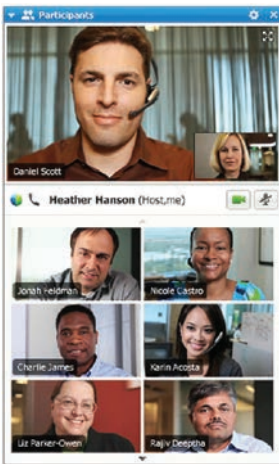 Participants
Daniel Scott
Heather Hanson (Host,me)
Jonah Feldman
Nicole Castro
Charlie James
Karin Acosta
Liz Parker-Owen
Rajiv Deeptha